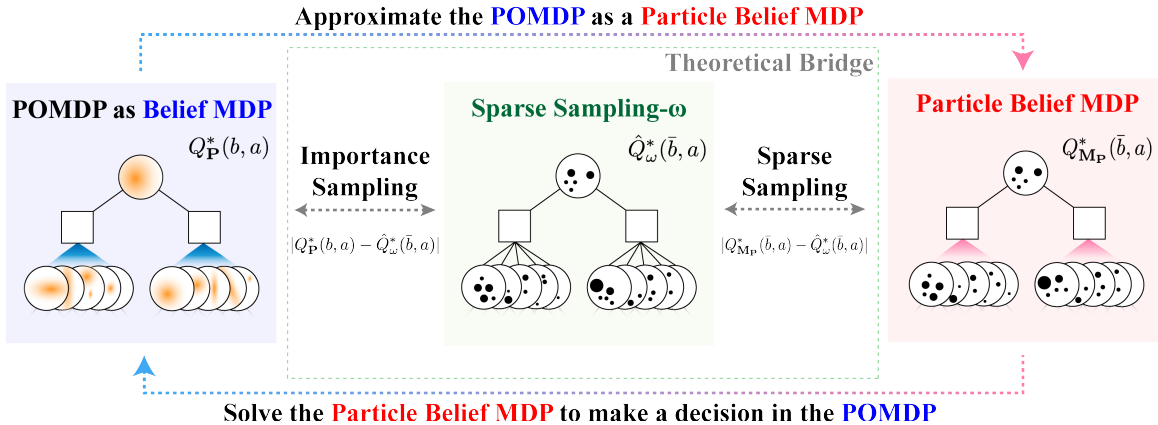 Approximate the POMDP as a Particle Belief MDP
Theoretical Bridge
POMDP as Belief MDP
Q*_P(b, a)
Importance
Sampling
|Q*_P(b, a) − Q̂*_ω(b̄, a)|
Sparse Sampling-ω
Q̂*_ω(b̄, a)
Sparse
Sampling
|Q*_{M_P}(b̄, a) − Q̂*_ω(b̄, a)|
Particle Belief MDP
Q*_{M_P}(b̄, a)
Solve the Particle Belief MDP to make a decision in the POMDP